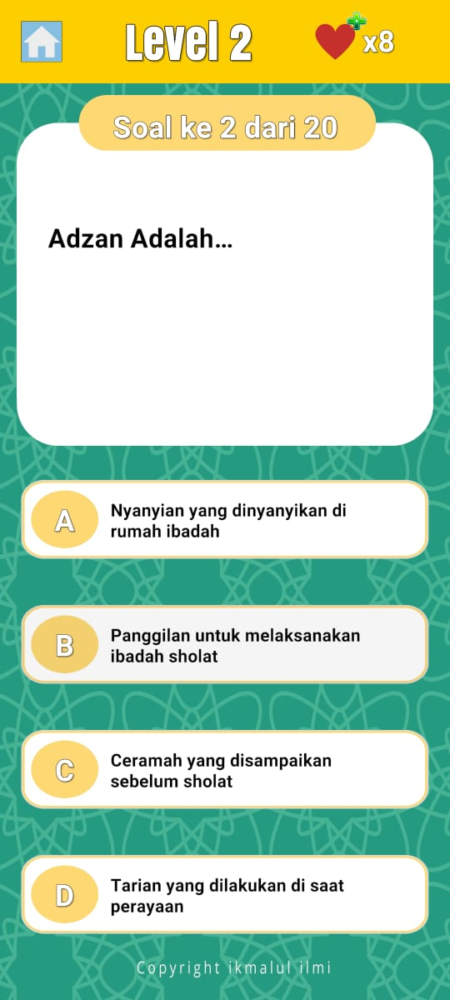 Level 2
x8
Soal ke 2 dari 20
Adzan Adalah...
A
Nyanyian yang dinyanyikan di
rumah ibadah
B
Panggilan untuk melaksanakan
ibadah sholat
C
Ceramah yang disampaikan
sebelum sholat
D
Tarian yang dilakukan di saat
perayaan
Copyright ikmalul ilmi